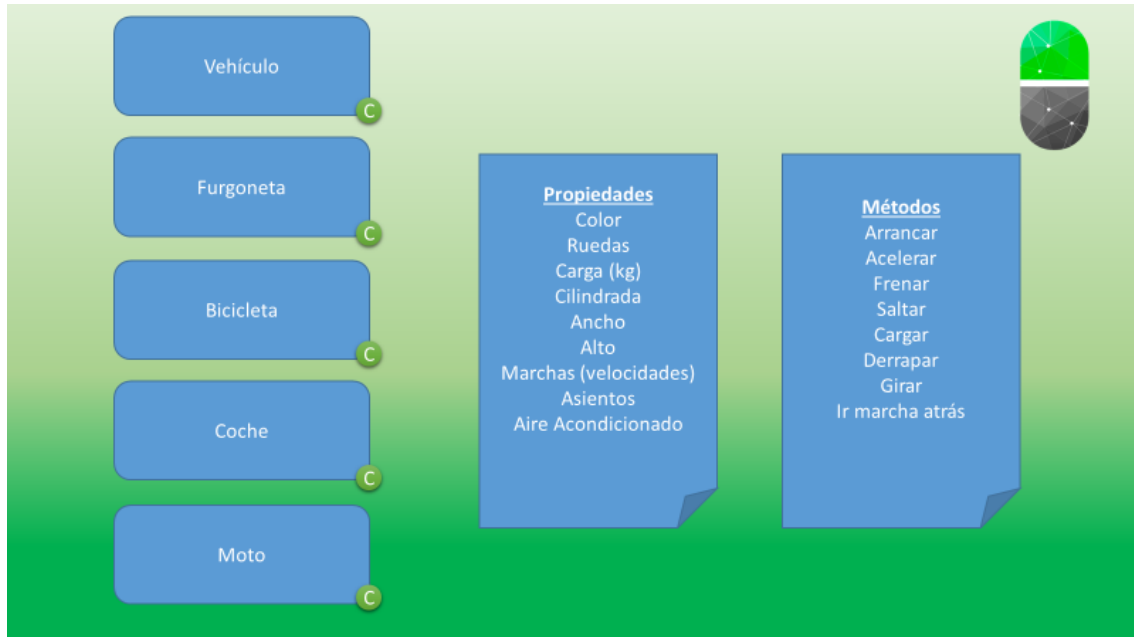 Vehículo
C
Furgoneta
C
Bicicleta
C
Coche
C
Moto
C
Propiedades
Color
Ruedas
Carga (kg)
Cilindrada
Ancho
Alto
Marchas (velocidades)
Asientos
Aire Acondicionado
Métodos
Arrancar
Acelerar
Frenar
Saltar
Cargar
Derrapar
Girar
Ir marcha atrás